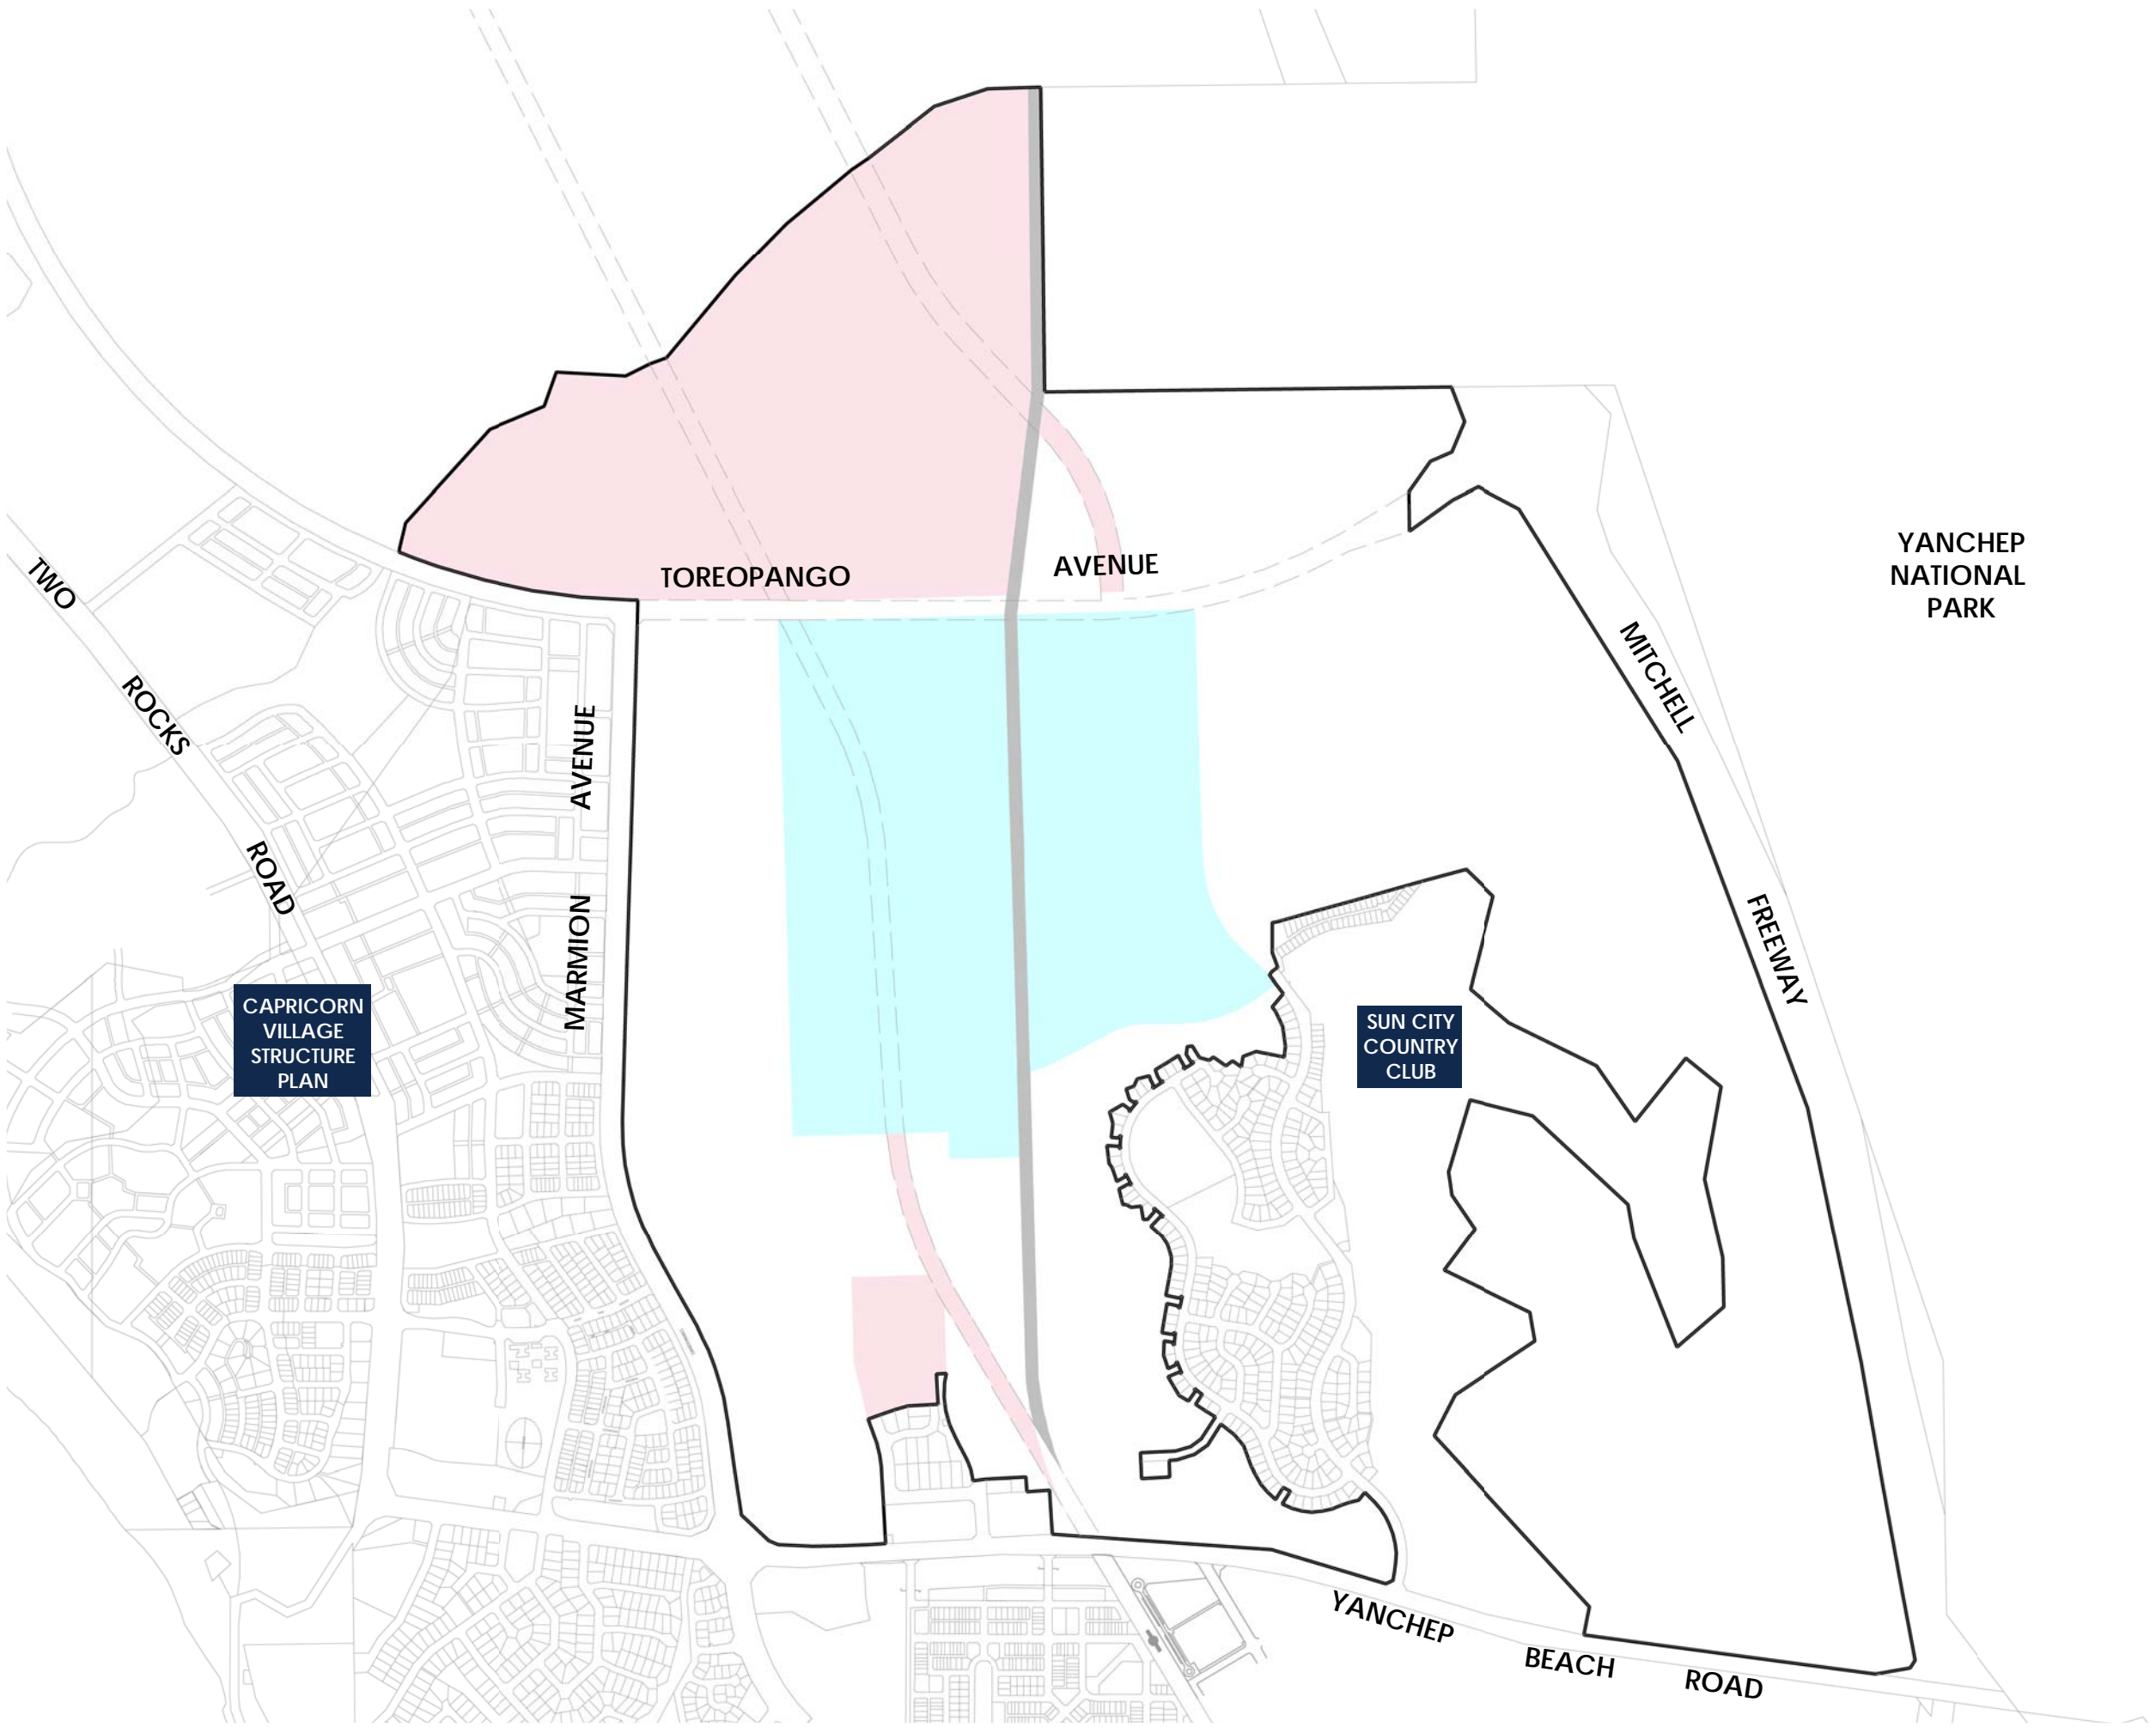 TOREOPANGO
AVENUE
YANCHEP
NATIONAL
PARK
TWO
ROCKS
ROAD
MARMION
AVENUE
MITCHELL
FREEWAY
CAPRICORN
VILLAGE
STRUCTURE
PLAN
SUN CITY
COUNTRY
CLUB
YANCHEP
BEACH
ROAD